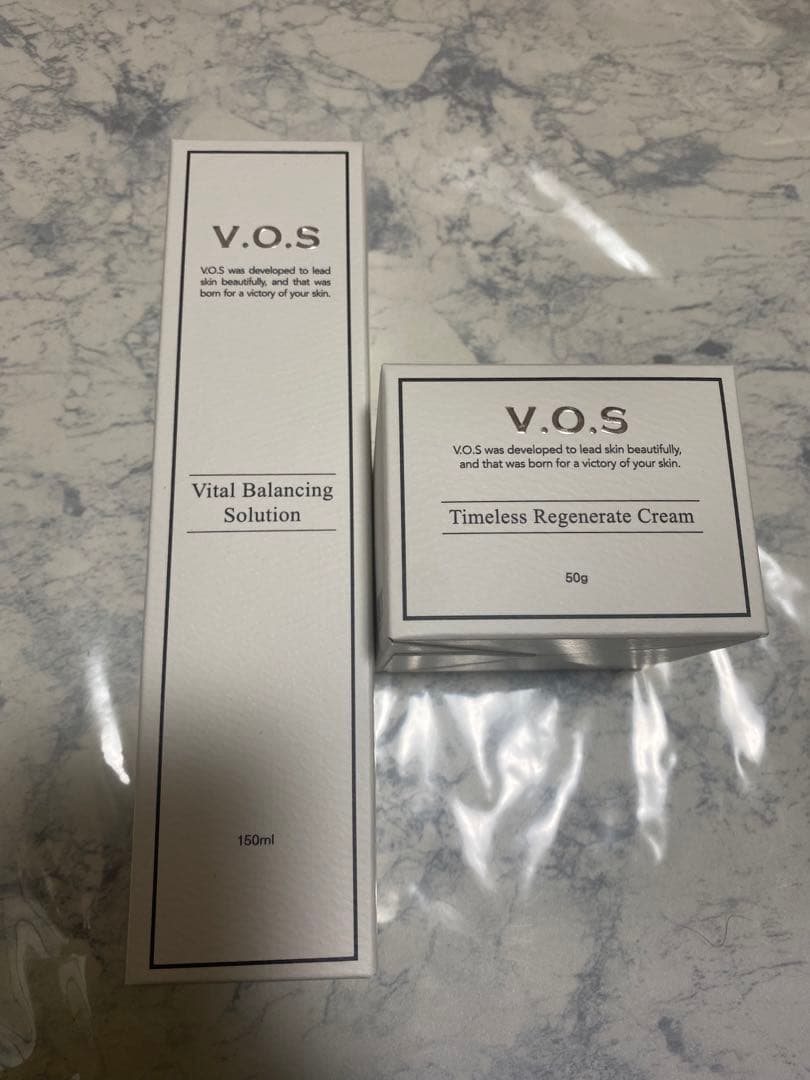 V.O.S
V.O.S was developed to lead
skin beautifully, and that was
born for a victory of your skin.
Vital Balancing
Solution
150ml
V.O.S
V.O.S was developed to lead skin beautifully,
and that was born for a victory of your skin.
Timeless Regenerate Cream
50g